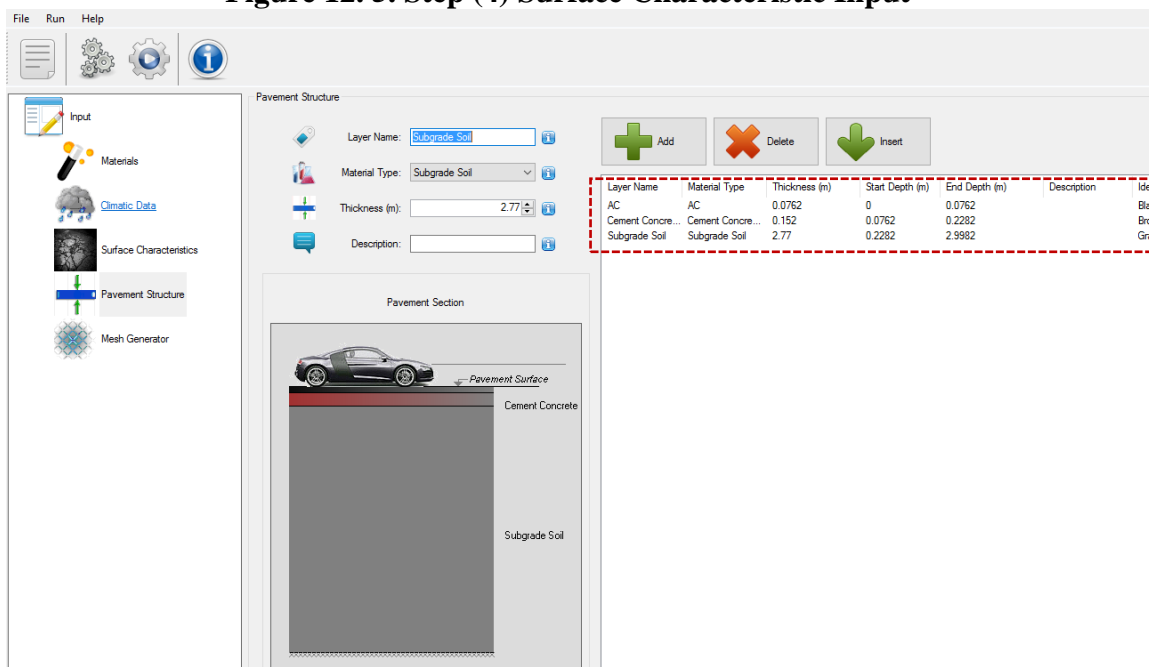 Figure 12. 3. Step (4) Surface Characteristic Input
File Run Help
Input
Materials
Climatic Data
Surface Characteristics
Pavement Structure
Mesh Generator
Pavement Structure
Layer Name: Subgrade Soil
Material Type: Subgrade Soil
Thickness (m): 2.77
Description:
Add Delete Insert
Layer Name Material Type Thickness (m) Start Depth (m) End Depth (m) Description Ide
AC AC 0.0762 0 0.0762 Bla
Cement Concre... Cement Concre... 0.152 0.0762 0.2282 Bro
Subgrade Soil Subgrade Soil 2.77 0.2282 2.9982 Gra
Pavement Section
Pavement Surface
Cement Concrete
Subgrade Soil